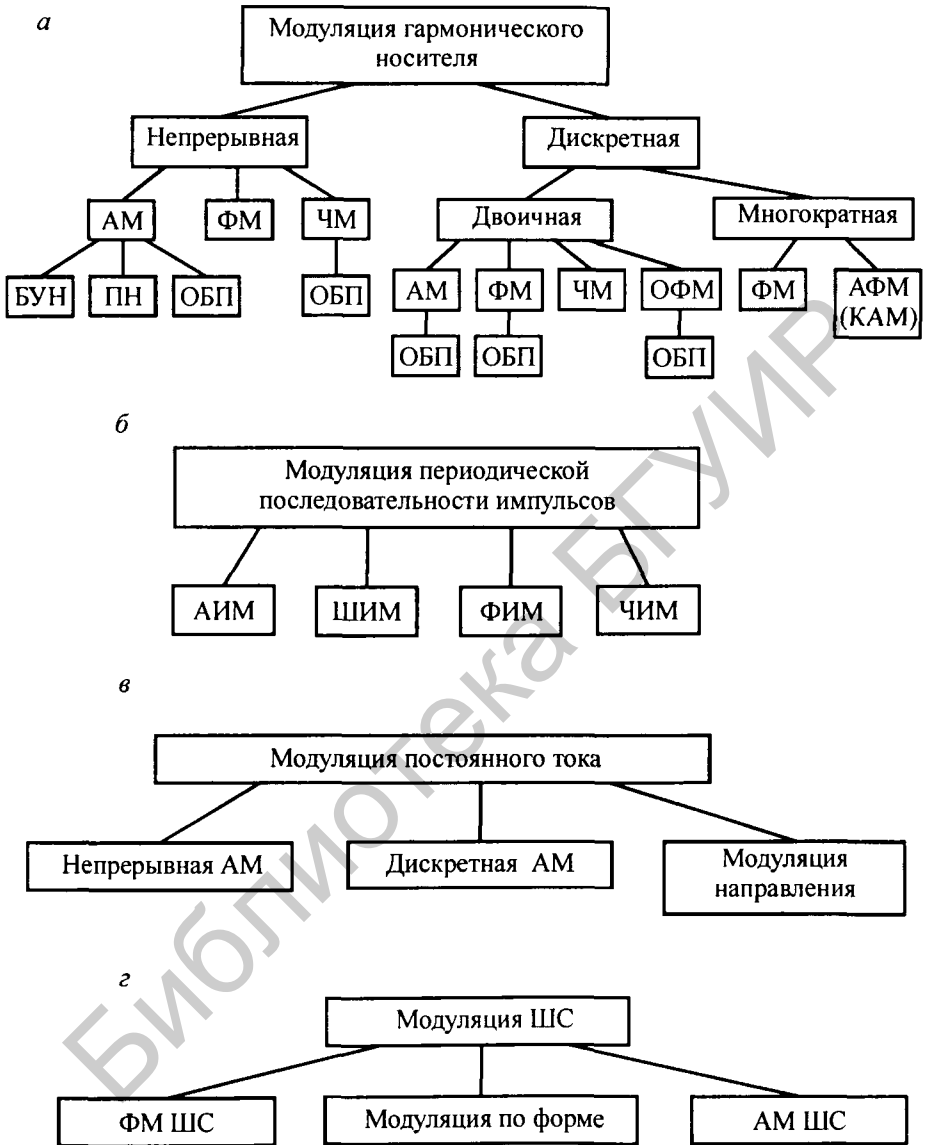 а
Модуляция гармонического
носителя
Непрерывная
Дискретная
АМ
ФМ
ЧМ
Двоичная
Многократная
БУН
ПН
ОБП
ОБП
АМ
ФМ
ЧМ
ОФМ
ФМ
АФМ
(КАМ)
ОБП
ОБП
ОБП
б
Модуляция периодической
последовательности импульсов
АИМ
ШИМ
ФИМ
ЧИМ
в
Модуляция постоянного тока
Непрерывная АМ
Дискретная АМ
Модуляция
направления
г
Модуляция ШС
ФМ ШС
Модуляция по форме
АМ ШС
Библиотека БГУИР